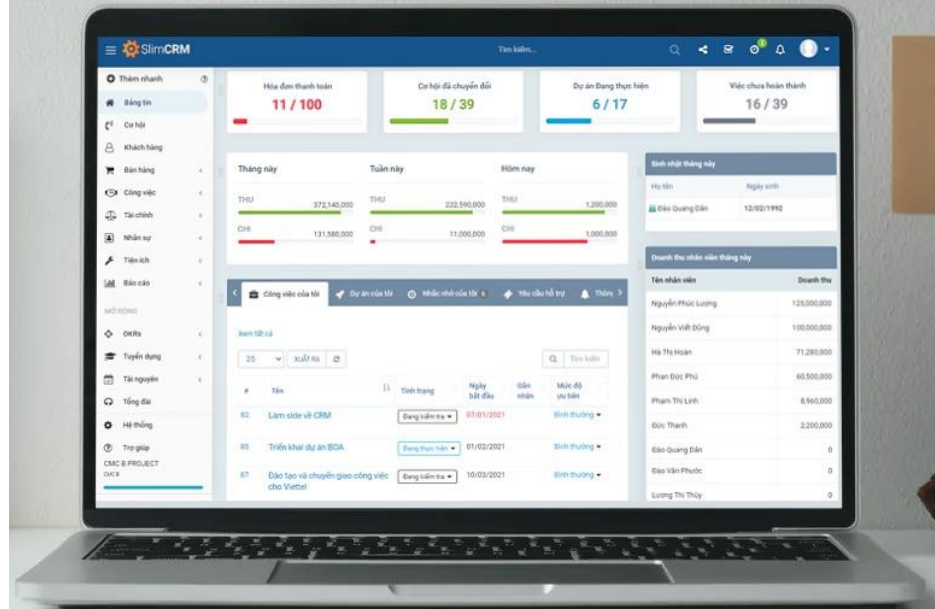 SlimCRM
Tìm kiếm...
1
Thêm nhanh
Bảng tin
Cơ hội
Khách hàng
Bán hàng
Công việc
Tài chính
Nhân sự
Tiện ích
Báo cáo
MỞ RỘNG
OKRs
Tuyển dụng
Tài nguyên
Tổng đài
Hệ thống
Trợ giúp
CMC B PROJECT
CMC B
Hóa đơn thanh toán
11 / 100
Cơ hội đã chuyển đổi
18 / 39
Dự án Đang thực hiện
6 / 17
Việc chưa hoàn thành
16 / 39
Tháng này
THU
372,140,000
CHI
131,580,000
Tuần này
THU
222,590,000
CHI
11,000,000
Hôm nay
THU
1,200,000
CHI
1,000,000
Công việc của tôi
Dự án của tôi
Nhắc nhở của tôi 6
Yêu cầu hỗ trợ
Thông
Xem tất cả
25
XUẤT RA
Tìm kiếm
# Tên Tình trạng Ngày bắt đầu Gắn nhãn Mức độ ưu tiên
82 Làm side về CRM Đang kiểm tra 07/01/2021 Bình thường
85 Triển khai dự án BOA Đang thực hiện 01/02/2021 Bình thường
87 Đào tạo và chuyển giao công việc Đang kiểm tra 10/03/2021 Bình thường
cho Viettel
Sinh nhật tháng này
Họ tên Ngày sinh
Đào Quang Dần 12/02/1992
Doanh thu nhân viên tháng này
Tên nhân viên Doanh thu
Nguyễn Phúc Lượng 125,000,000
Nguyễn Viết Dũng 100,000,000
Hà Thị Hoàn 71,280,000
Phan Đức Phú 60,500,000
Phạm Thị Linh 8,960,000
Đức Thanh 2,200,000
Đào Quang Dần 0
Đào Văn Phước 0
Lương Thị Thủy 0